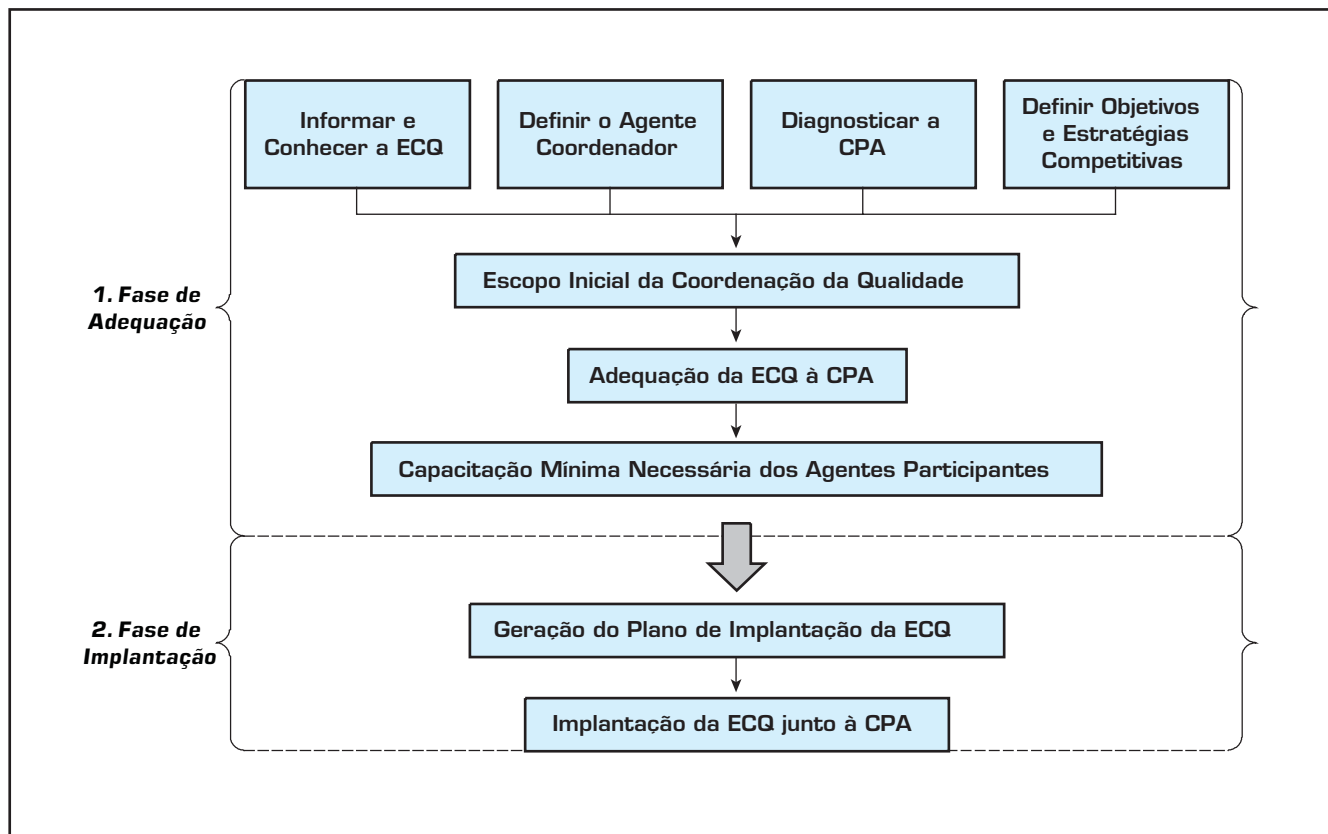 Informar e
Conhecer a ECQ
Definir o Agente
Coordenador
Diagnosticar a
CPA
Definir Objetivos
e Estratégias
Competitivas
Escopo Inicial da Coordenação da Qualidade
1. Fase de
Adequação
Adequação da ECQ à CPA
Capacitação Mínima Necessária dos Agentes Participantes
Geração do Plano de Implantação da ECQ
2. Fase de
Implantação
Implantação da ECQ junto à CPA